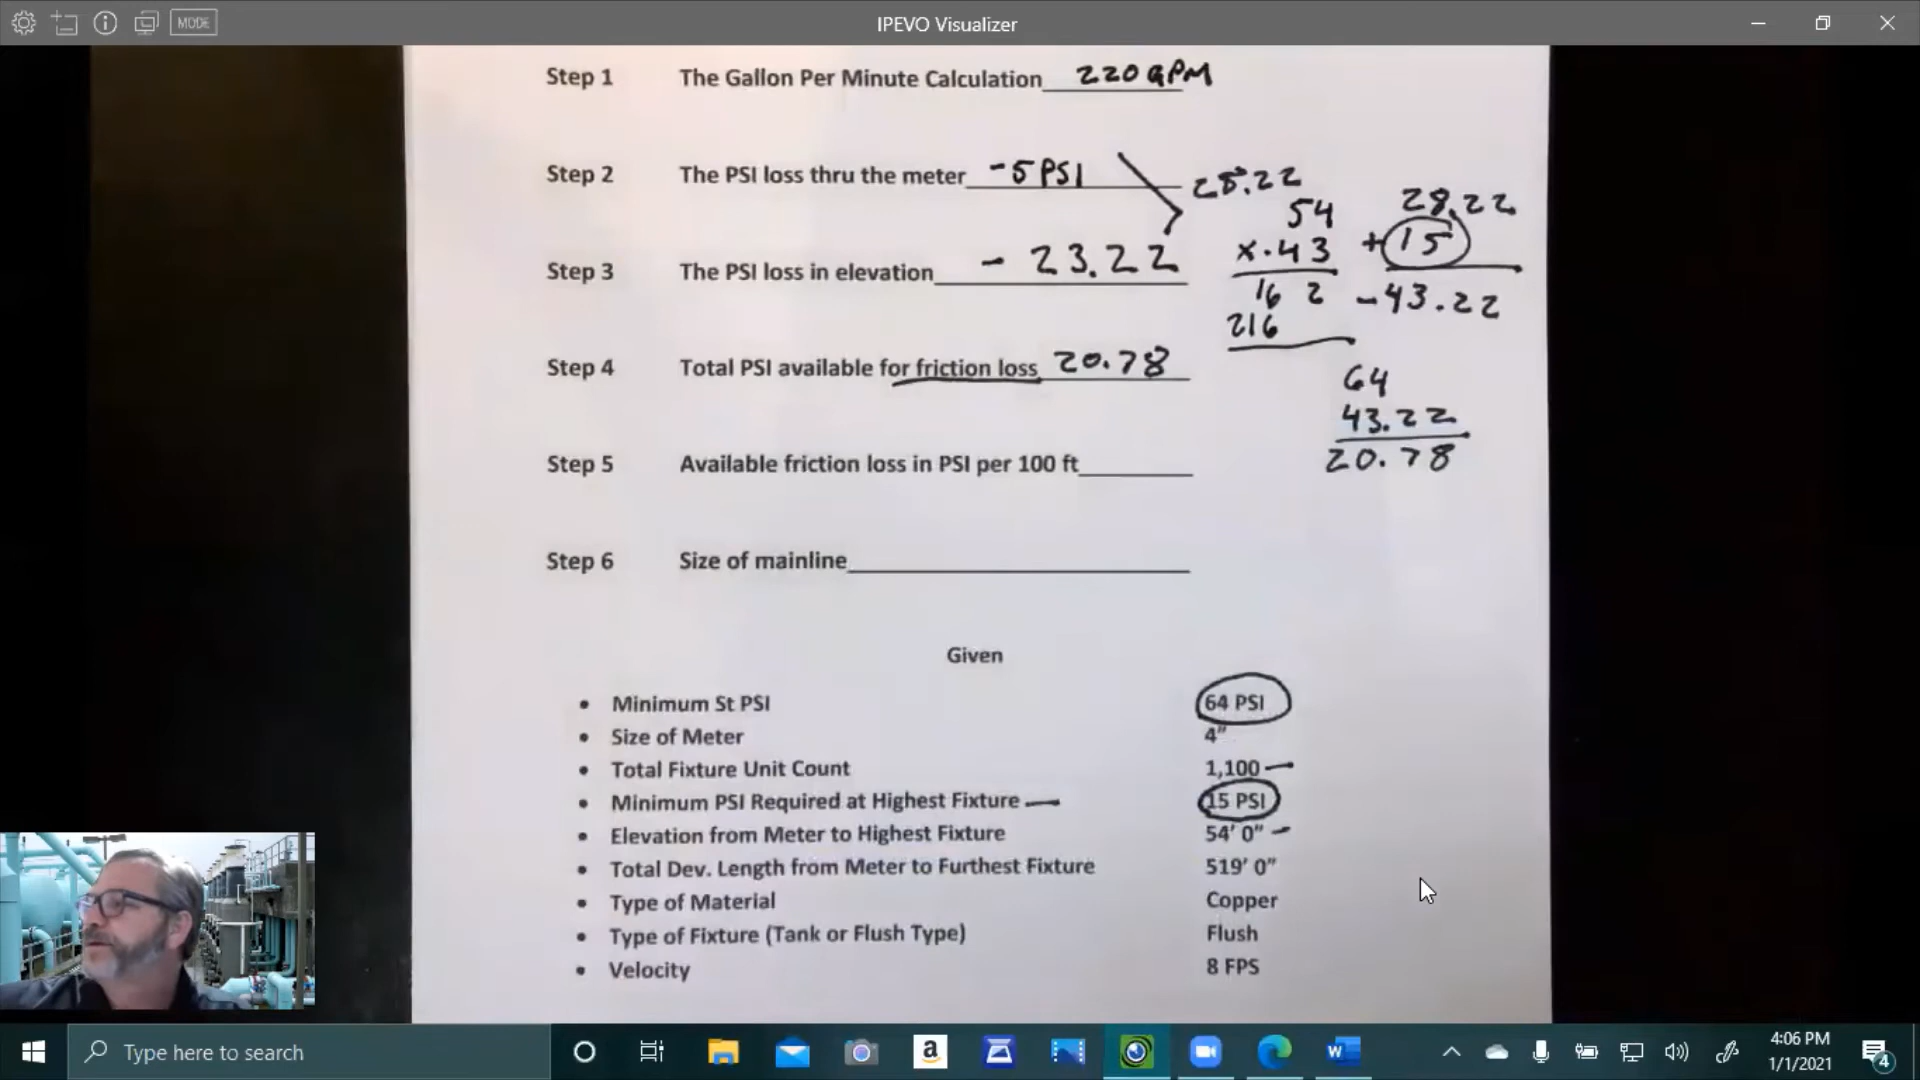 MODE
IPEVO Visualizer
Step 1 The Gallon Per Minute Calculation 220 GPM
Step 2 The PSI loss thru the meter -5 PSI
28.22
Step 3 The PSI loss in elevation - 23.22
54
x.43
16 2
216
28.22
+ 15
-43.22
Step 4 Total PSI available for friction loss 20.78
64
43.22
20.78
Step 5 Available friction loss in PSI per 100 ft
Step 6 Size of mainline
Given
• Minimum St PSI 64 PSI
• Size of Meter 4"
• Total Fixture Unit Count 1,100
• Minimum PSI Required at Highest Fixture 15 PSI
• Elevation from Meter to Highest Fixture 54' 0"
• Total Dev. Length from Meter to Furthest Fixture 519' 0"
• Type of Material Copper
• Type of Fixture (Tank or Flush Type) Flush
• Velocity 8 FPS
Type here to search
a
W
4:06 PM
1/1/2021
4